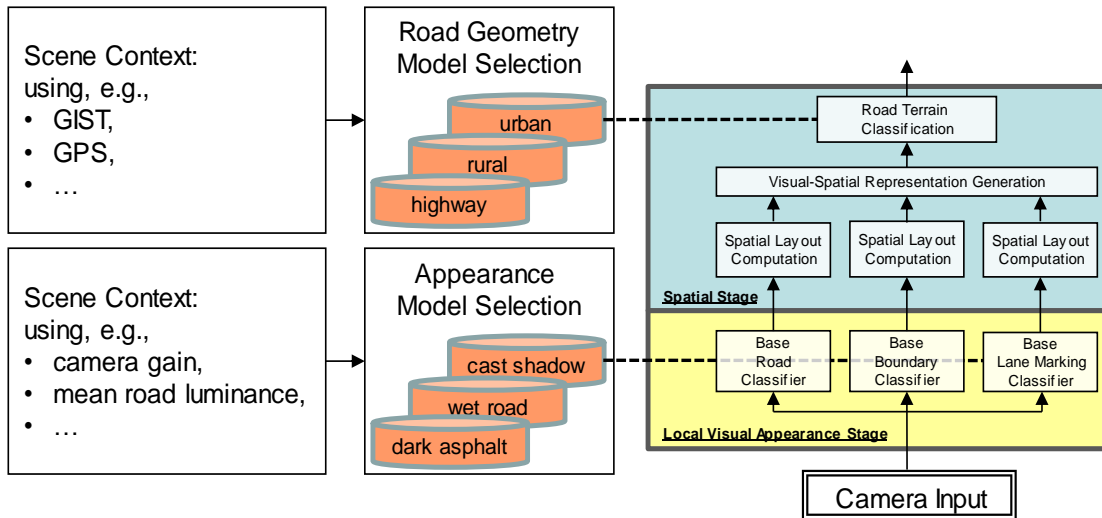 Scene Context:
using, e.g.,
• GIST,
• GPS,
• …
Road Geometry
Model Selection
urban
rural
highway
Scene Context:
using, e.g.,
• camera gain,
• mean road luminance,
• …
Appearance
Model Selection
cast shadow
wet road
dark asphalt
Road Terrain
Classification
Visual-Spatial Representation Generation
Spatial Layout
Computation
Spatial Layout
Computation
Spatial Layout
Computation
Spatial Stage
Base
Road
Classifier
Base
Boundary
Classifier
Base
Lane Marking
Classifier
Local Visual Appearance Stage
Camera Input